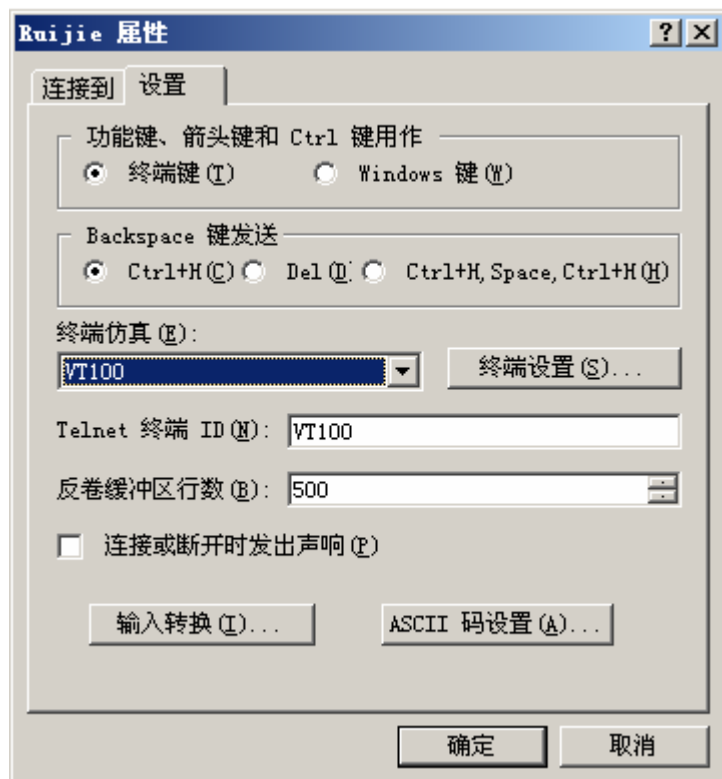 Ruijie 属性
连接到 设置
功能键、箭头键和 Ctrl 键用作
终端键(T) Windows 键(W)
Backspace 键发送
Ctrl+H(C) Del(D) Ctrl+H,Space,Ctrl+H(H)
终端仿真(E):
VT100 终端设置(S)...
Telnet 终端 ID(N): VT100
反卷缓冲区行数(B): 500
连接或断开时发出声响(P)
输入转换(I)... ASCII 码设置(A)...
确定 取消